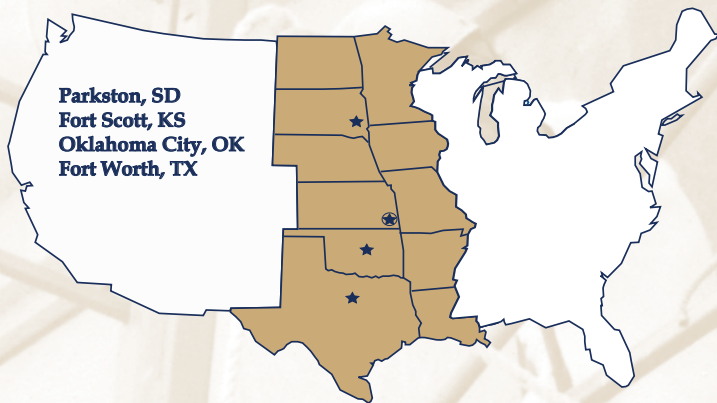 Parkston, SD
Fort Scott, KS
Oklahoma City, OK
Fort Worth, TX